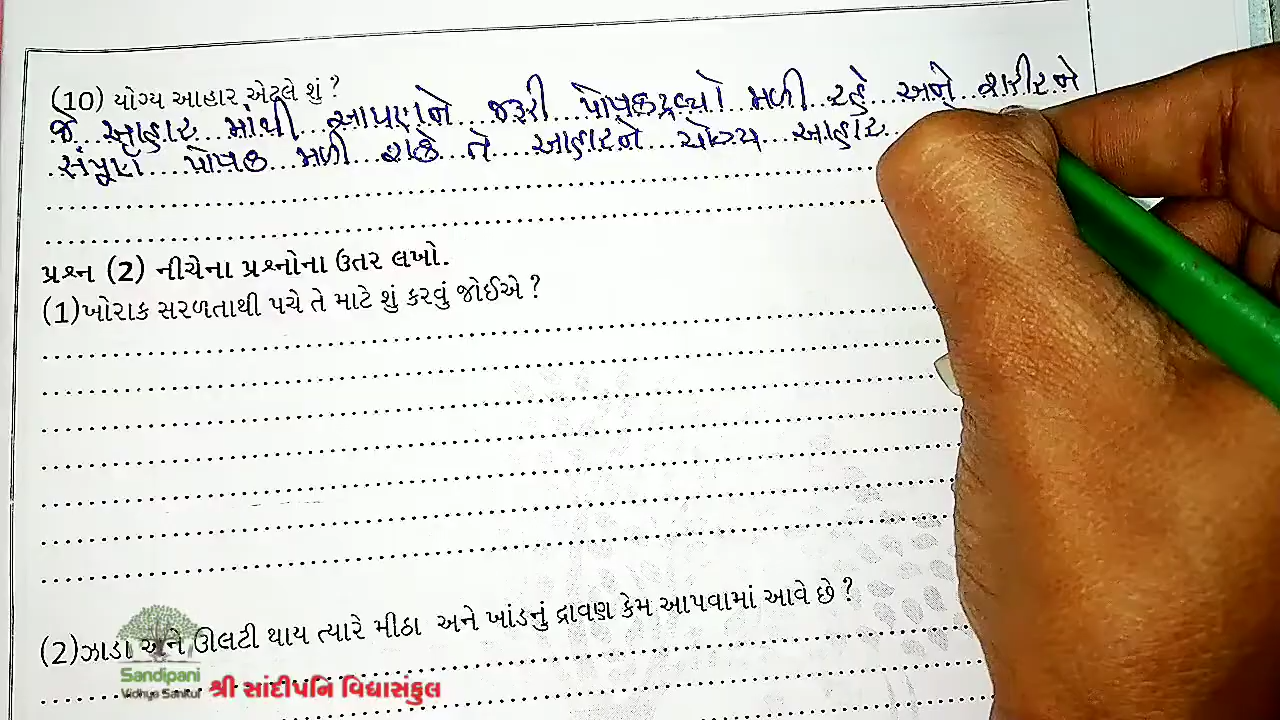 (10) યોગ્ય આહાર એટલે શું ?
જે આહાર માંથી આપણને જરૂરી પોષકદ્રવ્યો મળી રહે અને શરીરને
સંપૂર્ણ પોષણ મળી શકે તે આહારને યોગ્ય આહાર
પ્રશ્ન (2) નીચેના પ્રશ્નોના ઉતર લખો.
(1)ખોરાક સરળતાથી પચે તે માટે શું કરવું જોઈએ ?
(2)ઝાડા અને ઊલટી થાય ત્યારે મીઠા અને ખાંડનું દ્રાવણ કેમ આપવામાં આવે છે ?
Sandipani
Vidhya Sankul
શ્રી સાંદીપનિ વિદ્યાસંકુલ